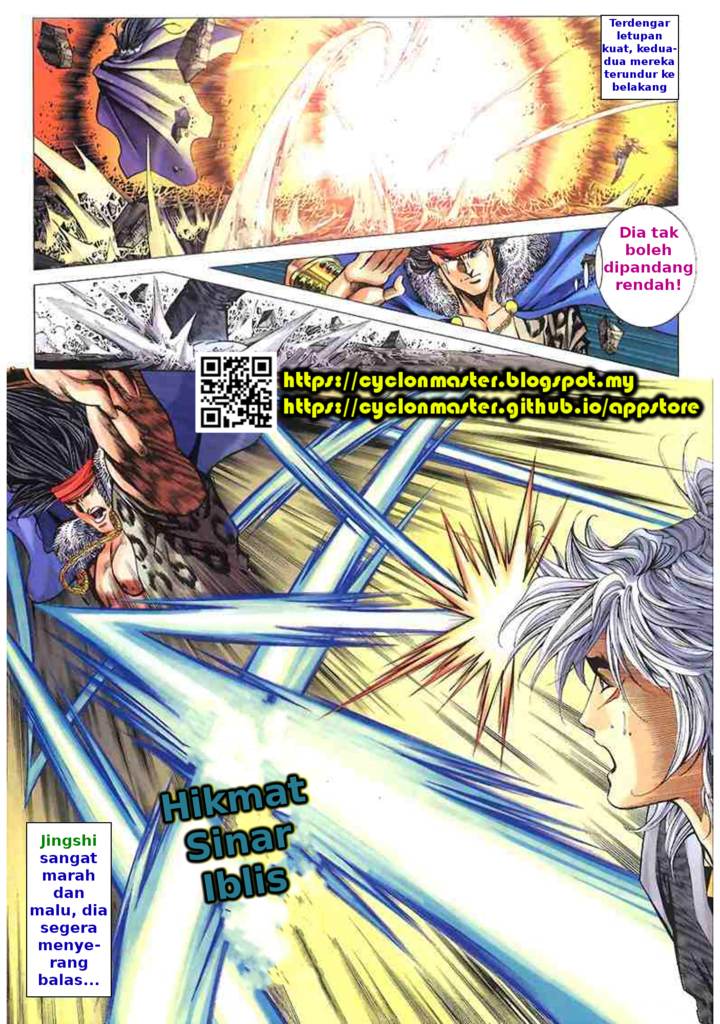 Terdengar
letupan
kuat, kedua-
dua mereka
terundur ke
belakang
Dia tak
boleh
dipandang
rendah!
https://cyclonmaster.blogspot.my
https://cyclonmaster.github.io/appstore
Hikmat
Sinar
Iblis
Jingshi
sangat
marah
dan
malu, dia
segera
menye-
rang
balas...